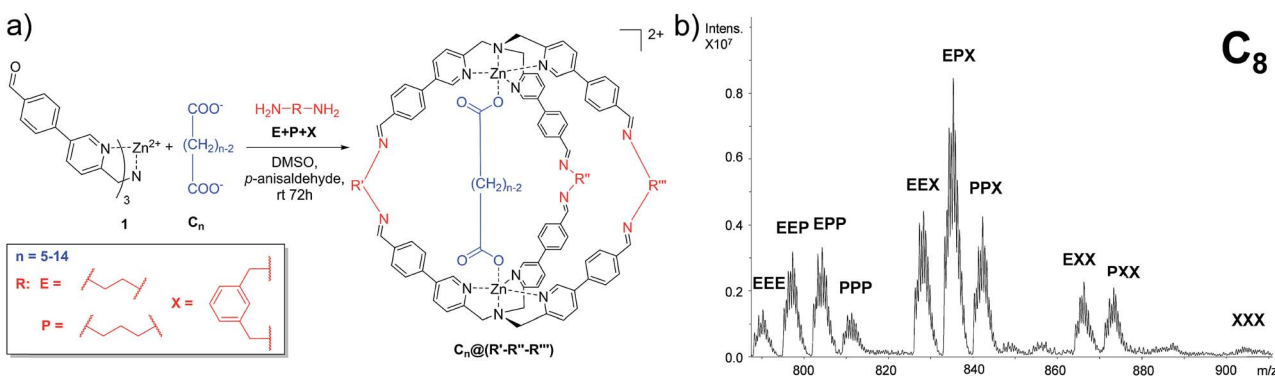 a)
O
N
3
N
Zn²⁺ +
1
COO⁻
(CH₂)n-2
COO⁻
Cₙ
H₂N–R–NH₂
E+P+X
DMSO,
p-anisaldehyde,
rt 72h
n = 5-14
R: E =
P =
X =
2+
N
N
N
N
Zn
O
O
N
N
N
R'
(CH₂)n-2
R''
R'''
N
N
N
O
O
Zn
N
N
N
N
Cₙ@(R'-R''-R''')
b)
Intens.
X10⁷
C₈
0.8
0.6
0.4
0.2
0.0
EEE
EEP
EPP
PPP
EEX
EPX
PPX
EXX
PXX
XXX
800
820
840
860
880
900
m/z